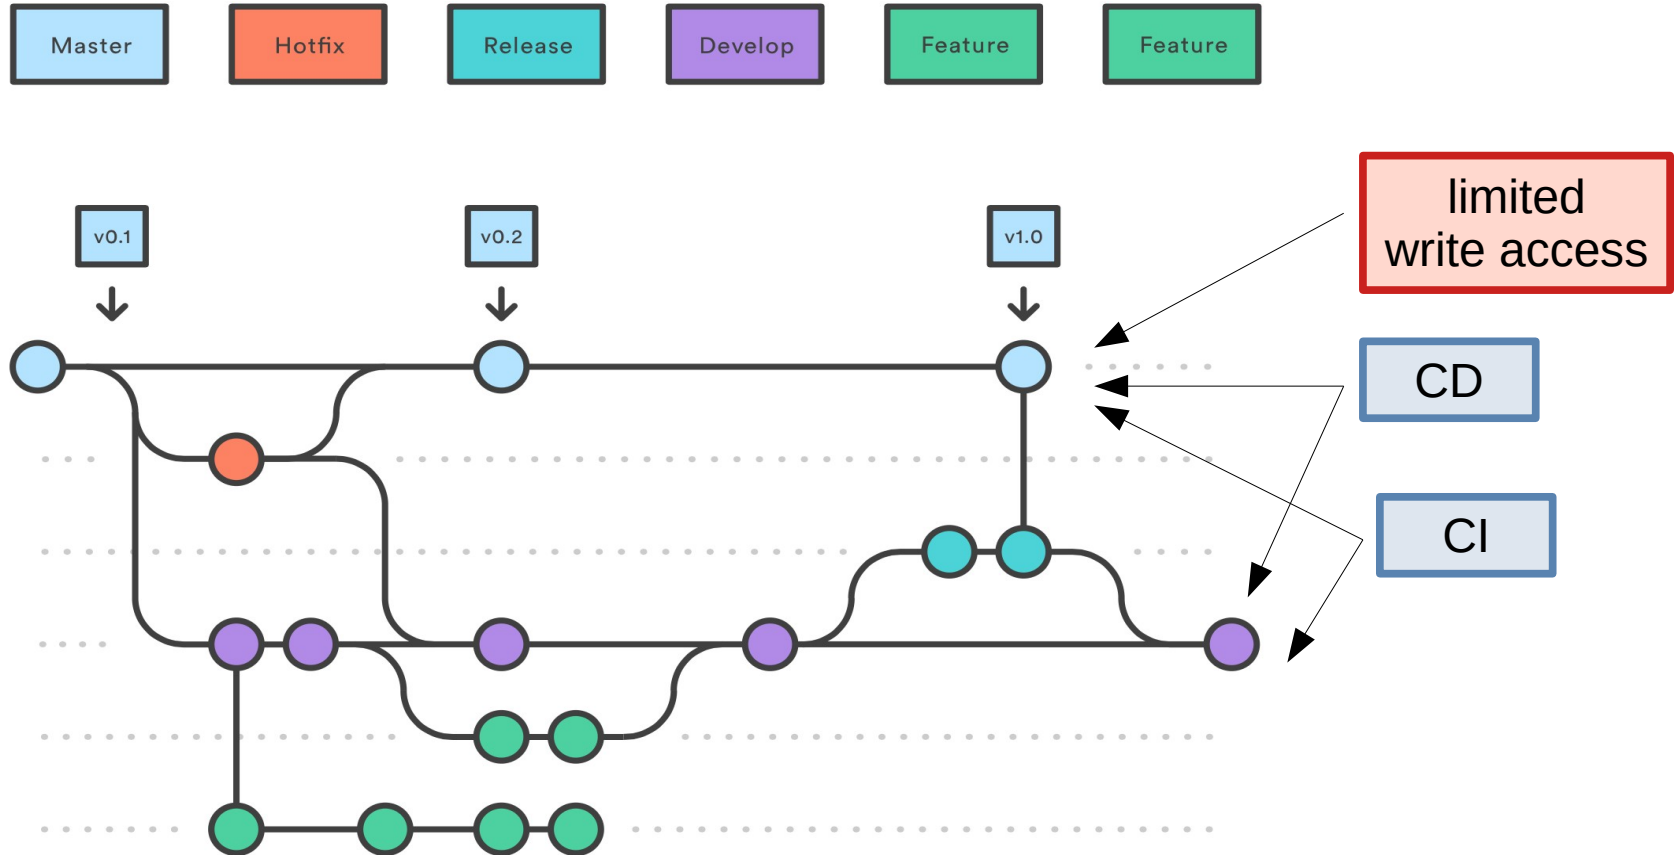 Master
Hotfix
Release
Develop
Feature
Feature
v0.1
v0.2
v1.0
limited
write access
CD
CI